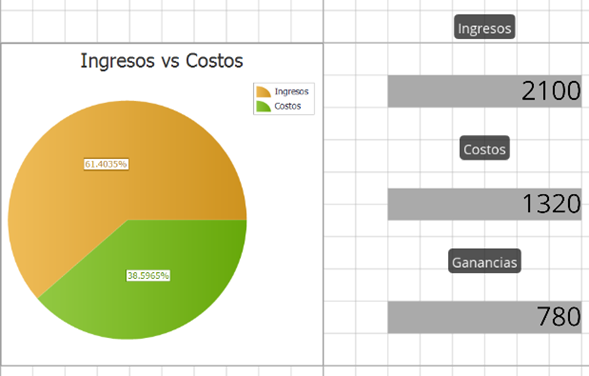 Ingresos vs Costos
Ingresos
Costos
61.4035%
38.5965%
Ingresos
2100
Costos
1320
Ganancias
780